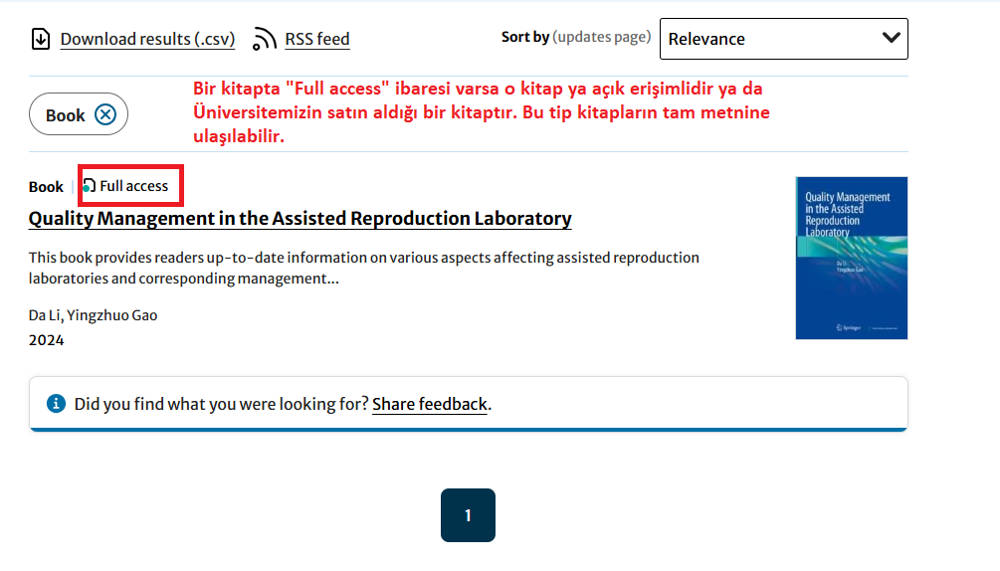 Download results (.csv) RSS feed Sort by (updates page) Relevance
Bir kitapta "Full access" ibaresi varsa o kitap ya açık erişimlidir ya da
Üniversitemizin satın aldığı bir kitaptır. Bu tip kitapların tam metnine
ulaşılabilir.
Book
Book Full access
Quality Management in the Assisted Reproduction Laboratory
This book provides readers up-to-date information on various aspects affecting assisted reproduction
laboratories and corresponding management...
Da Li, Yingzhuo Gao
2024
Quality Management
in the Assisted
Reproduction
Laboratory
Da Li
Yingzhuo Gao
Springer
Did you find what you were looking for? Share feedback.
1